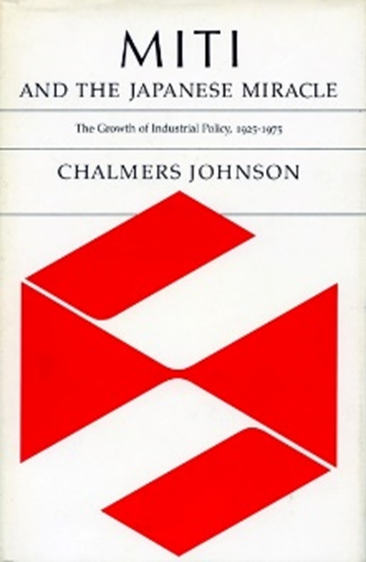 MITI
AND THE JAPANESE MIRACLE
The Growth of Industrial Policy, 1925-1975
CHALMERS JOHNSON